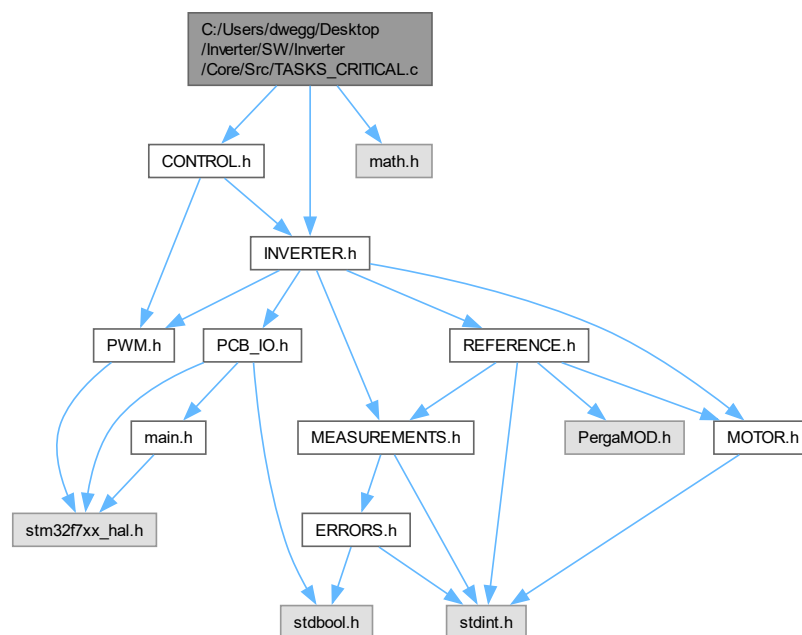 C:/Users/dwegg/Desktop
/Inverter/SW/Inverter
/Core/Src/TASKS_CRITICAL.c
CONTROL.h
math.h
INVERTER.h
PWM.h
PCB_IO.h
REFERENCE.h
main.h
MEASUREMENTS.h
PergaMOD.h
MOTOR.h
stm32f7xx_hal.h
ERRORS.h
stdbool.h
stdint.h